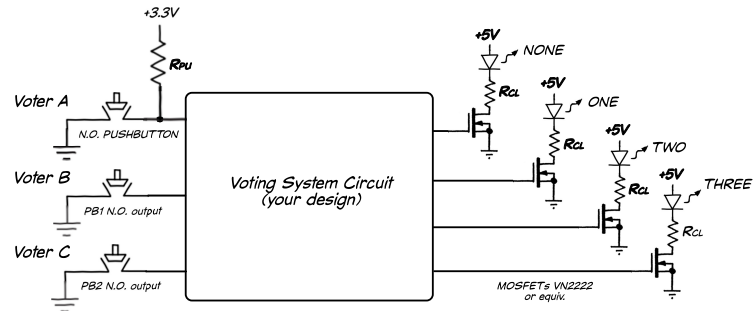 +3.3V
RPU
Voter A
N.O. PUSHBUTTON
Voter B
PB1 N.O. output
Voter C
PB2 N.O. output
Voting System Circuit
(your design)
+5V
NONE
RCL
+5V
ONE
RCL
+5V
TWO
RCL
+5V
THREE
RCL
MOSFETs VN2222
or equiv.